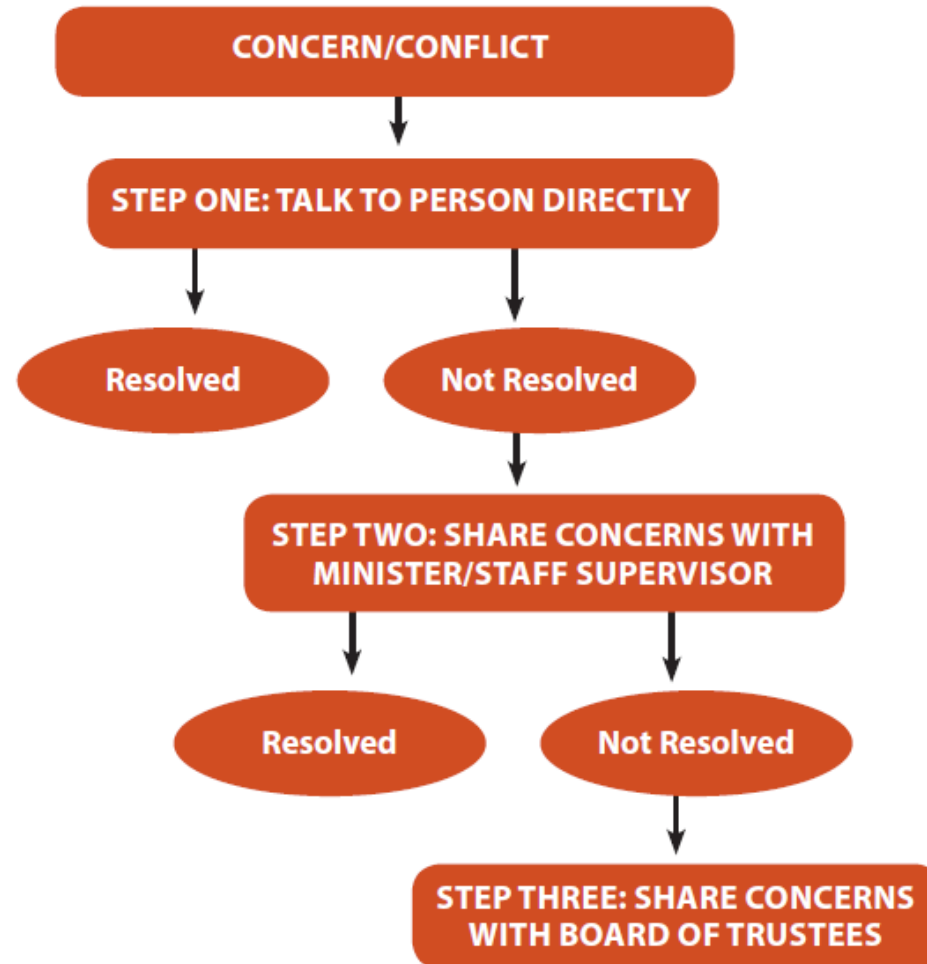 CONCERN/CONFLICT
STEP ONE: TALK TO PERSON DIRECTLY
Resolved
Not Resolved
STEP TWO: SHARE CONCERNS WITH
MINISTER/STAFF SUPERVISOR
Resolved
Not Resolved
STEP THREE: SHARE CONCERNS
WITH BOARD OF TRUSTEES